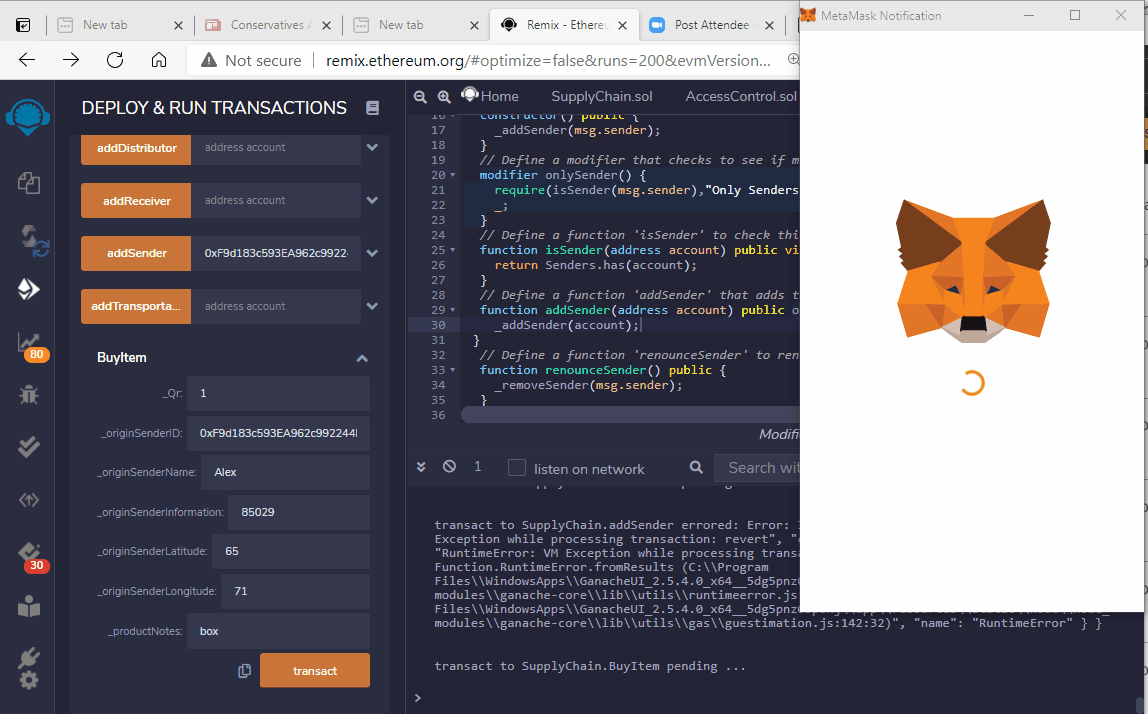 New tab
Conservatives A
New tab
Remix - Ethere
Post Attendee
MetaMask Notification
Not secure
remix.ethereum.org/#optimize=false&runs=200&evmVersion...
DEPLOY & RUN TRANSACTIONS
addDistributor address account
addReceiver address account
addSender 0xF9d183c593EA962c9922
addTransporta... address account
BuyItem
_Qr: 1
_originSenderID: 0xF9d183c593EA962c992244
_originSenderName: Alex
_originSenderInformation: 85029
_originSenderLatitude: 65
_originSenderLongitude: 71
_productNotes: box
transact
80
30
Home SupplyChain.sol AccessControl.sol
16 constructor() public {
17 _addSender(msg.sender);
18 }
19 // Define a modifier that checks to see if m
20 modifier onlySender() {
21 require(isSender(msg.sender),"Only Senders
22 _;
23 }
24 // Define a function 'isSender' to check thi
25 function isSender(address account) public vi
26 return Senders.has(account);
27 }
28 // Define a function 'addSender' that adds t
29 function addSender(address account) public o
30 _addSender(account);
31 }
32 // Define a function 'renounceSender' to ren
33 function renounceSender() public {
34 _removeSender(msg.sender);
35 }
36
Modifi
1 listen on network Search wit
transact to SupplyChain.addSender errored: Error:
Exception while processing transaction: revert",
"RuntimeError: VM Exception while processing transa
Function.RuntimeError.fromResults (C:\\Program
Files\\WindowsApps\\GanacheUI_2.5.4.0_x64__5dg5pnz
modules\\ganache-core\\lib\\utils\\runtimeerror.js
Files\\WindowsApps\\GanacheUI_2.5.4.0_x64__5dg5pnz
modules\\ganache-core\\lib\\utils\\gas\\guestimation.js:142:32)", "name": "RuntimeError" } }
transact to SupplyChain.BuyItem pending ...
>